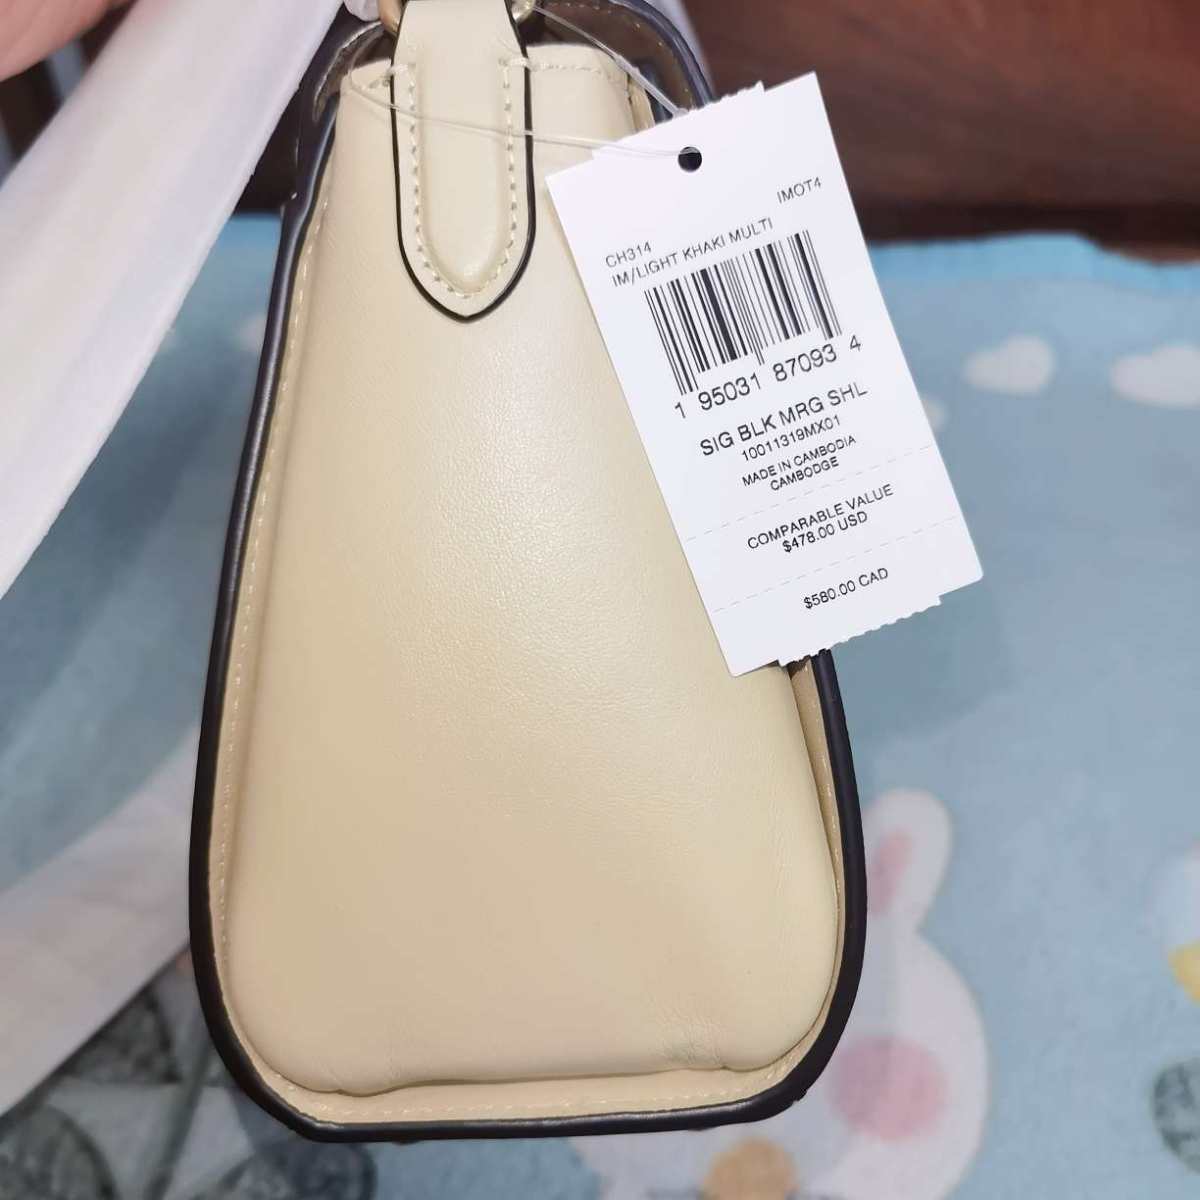 IMOT4
CH314
IM/LIGHT KHAKI MULTI
1 95031 87093 4
SIG BLK MRG SHL
10011319MX01
MADE IN CAMBODIA
CAMBODGE
COMPARABLE VALUE
$478.00 USD
$580.00 CAD